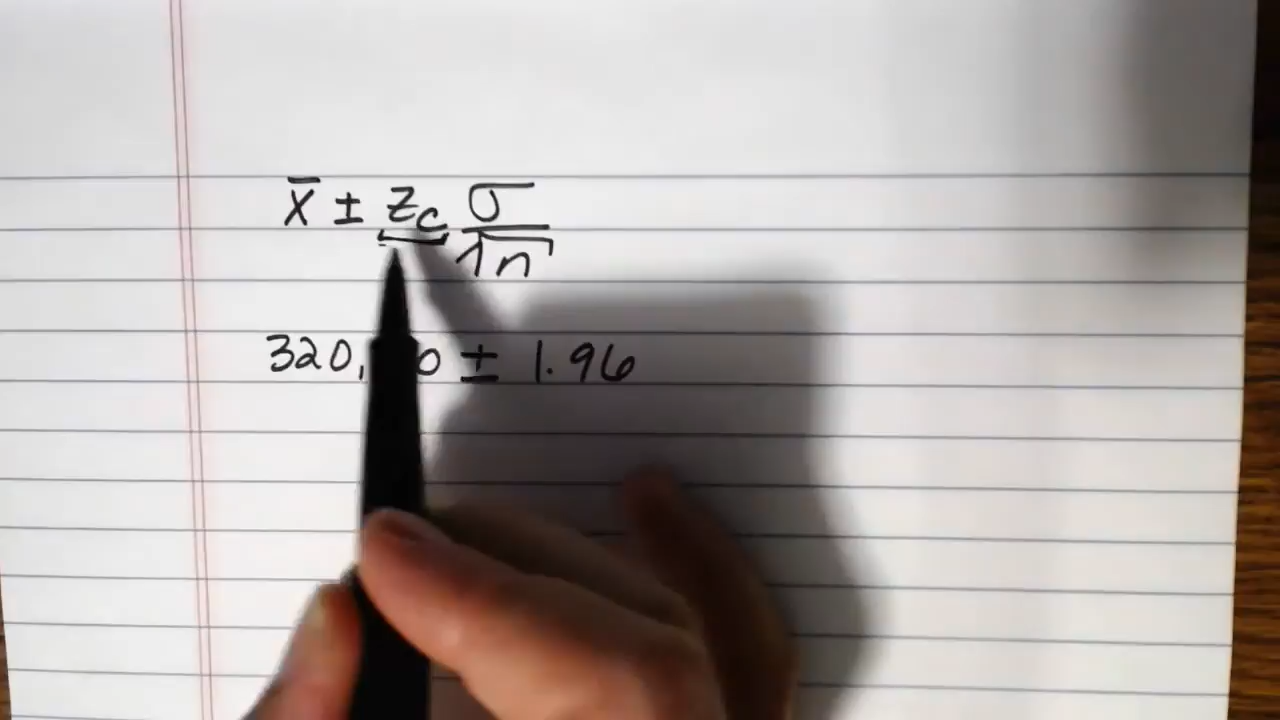 x̄ ± z_c σ/√n
320, 0 ± 1.96